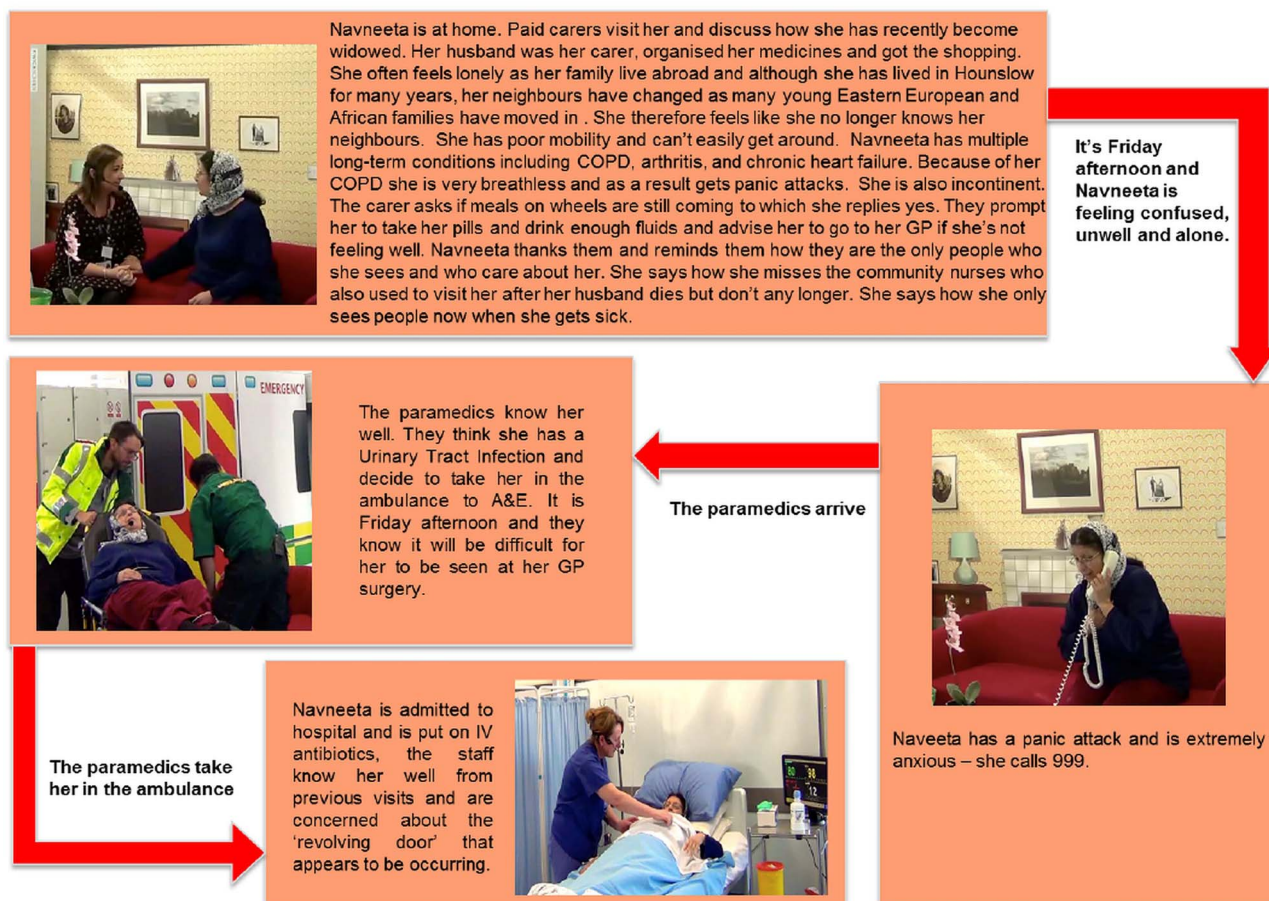 Navneeta is at home. Paid carers visit her and discuss how she has recently become
widowed. Her husband was her carer, organised her medicines and got the shopping.
She often feels lonely as her family live abroad and although she has lived in Hounslow
for many years, her neighbours have changed as many young Eastern European and
African families have moved in . She therefore feels like she no longer knows her
neighbours. She has poor mobility and can't easily get around. Navneeta has multiple
long-term conditions including COPD, arthritis, and chronic heart failure. Because of her
COPD she is very breathless and as a result gets panic attacks. She is also incontinent.
The carer asks if meals on wheels are still coming to which she replies yes. They prompt
her to take her pills and drink enough fluids and advise her to go to her GP if she's not
feeling well. Navneeta thanks them and reminds them how they are the only people who
she sees and who care about her. She says how she misses the community nurses who
also used to visit her after her husband dies but don't any longer. She says how she only
sees people now when she gets sick.
It's Friday
afternoon and
Navneeta is
feeling confused,
unwell and alone.
Naveeta has a panic attack and is extremely
anxious – she calls 999.
The paramedics arrive
EMERGENCY
The paramedics know her
well. They think she has a
Urinary Tract Infection and
decide to take her in the
ambulance to A&E. It is
Friday afternoon and they
know it will be difficult for
her to be seen at her GP
surgery.
The paramedics take
her in the ambulance
Navneeta is admitted to
hospital and is put on IV
antibiotics, the staff
know her well from
previous visits and are
concerned about the
'revolving door' that
appears to be occurring.
80 98
12